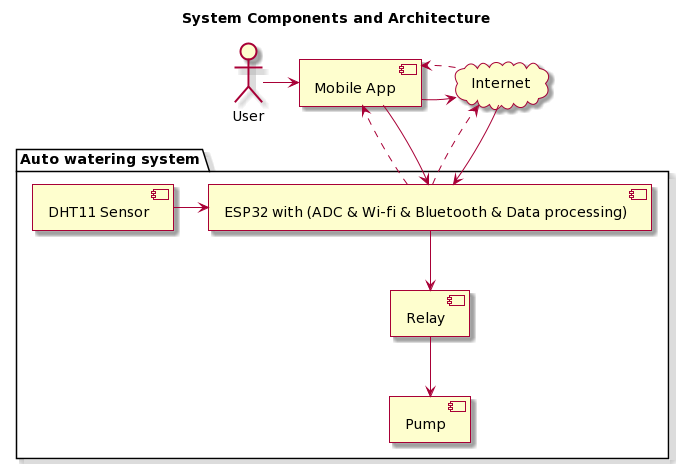 System Components and Architecture
User
Mobile App
Internet
Auto watering system
DHT11 Sensor
ESP32 with (ADC & Wi-fi & Bluetooth & Data processing)
Relay
Pump